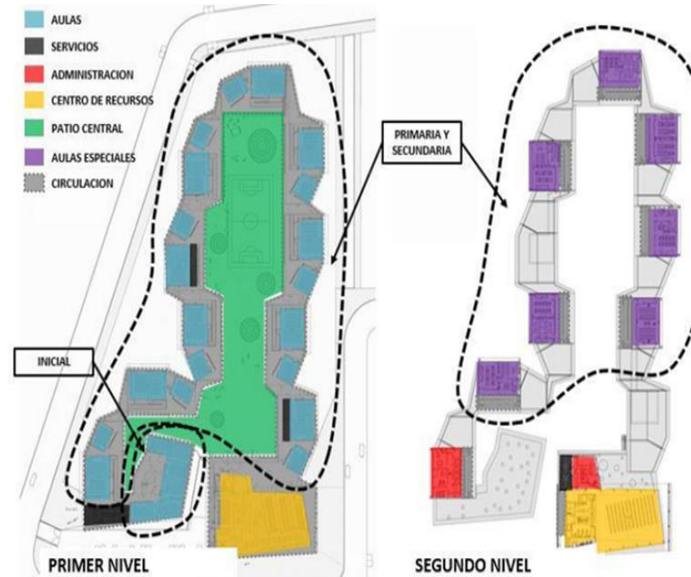 AULAS
SERVICIOS
ADMINISTRACION
CENTRO DE RECURSOS
PATIO CENTRAL
AULAS ESPECIALES
CIRCULACION
PRIMARIA Y
SECUNDARIA
INICIAL
PRIMER NIVEL
SEGUNDO NIVEL